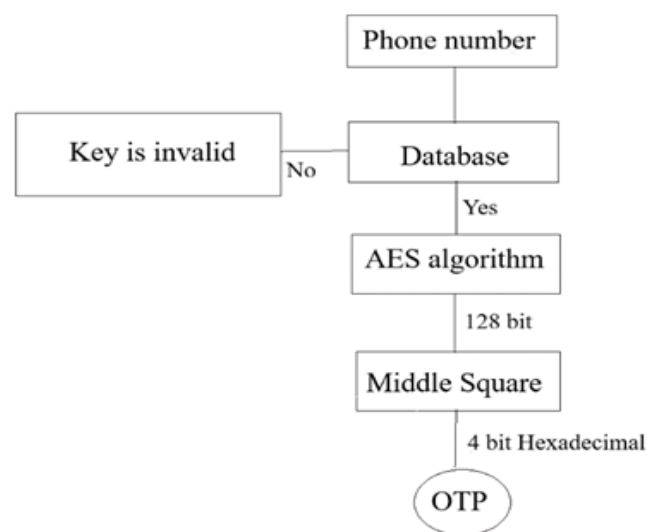 Phone number
Key is invalid
No
Database
Yes
AES algorithm
128 bit
Middle Square
4 bit Hexadecimal
OTP